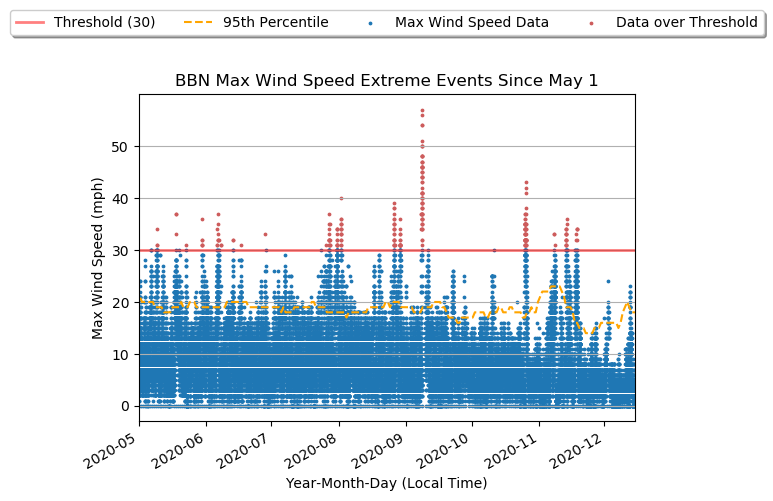 Threshold (30) 95th Percentile Max Wind Speed Data Data over Threshold
BBN Max Wind Speed Extreme Events Since May 1
Max Wind Speed (mph)
50
40
30
20
10
0
2020-05 2020-06 2020-07 2020-08 2020-09 2020-10 2020-11 2020-12
Year-Month-Day (Local Time)